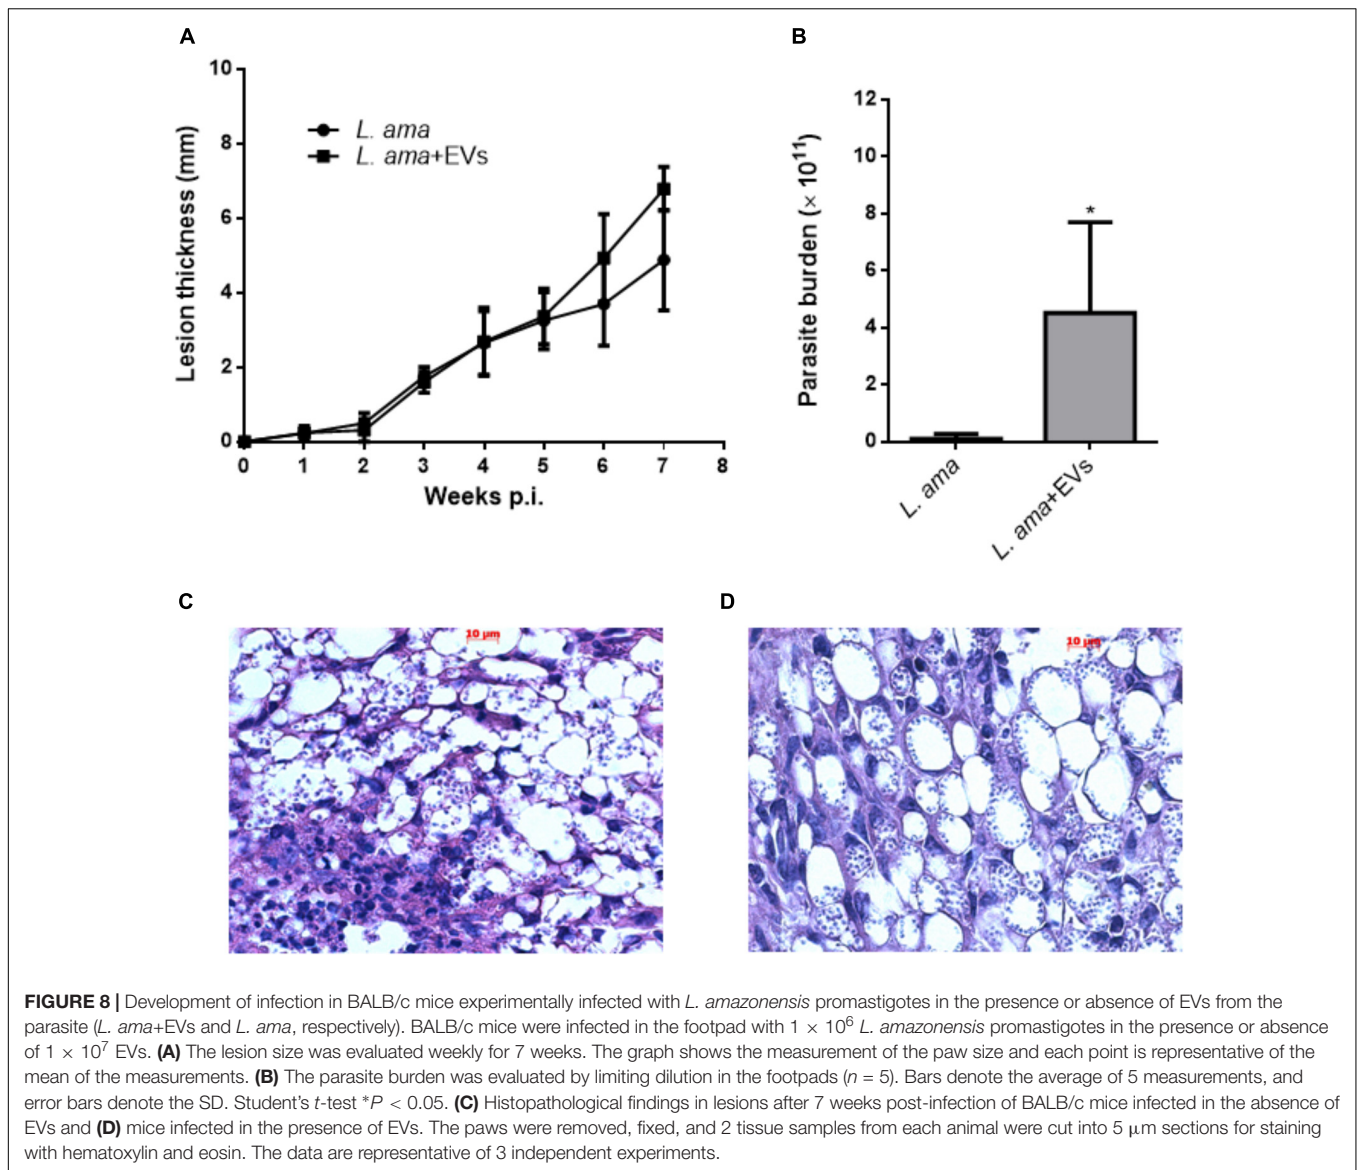 A
10
8
6
4
2
0
Lesion thickness (mm)
L. ama
L. ama+EVs
0 1 2 3 4 5 6 7 8
Weeks p.i.
B
12
10
8
6
4
2
0
Parasite burden (× 10¹¹)
*
L. ama
L. ama+EVs
C
10 µm
D
10 µm
FIGURE 8 | Development of infection in BALB/c mice experimentally infected with L. amazonensis promastigotes in the presence or absence of EVs from the
parasite (L. ama+EVs and L. ama, respectively). BALB/c mice were infected in the footpad with 1 × 10⁶ L. amazonensis promastigotes in the presence or absence
of 1 × 10⁷ EVs. (A) The lesion size was evaluated weekly for 7 weeks. The graph shows the measurement of the paw size and each point is representative of the
mean of the measurements. (B) The parasite burden was evaluated by limiting dilution in the footpads (n = 5). Bars denote the average of 5 measurements, and
error bars denote the SD. Student's t-test *P < 0.05. (C) Histopathological findings in lesions after 7 weeks post-infection of BALB/c mice infected in the absence of
EVs and (D) mice infected in the presence of EVs. The paws were removed, fixed, and 2 tissue samples from each animal were cut into 5 µm sections for staining
with hematoxylin and eosin. The data are representative of 3 independent experiments.